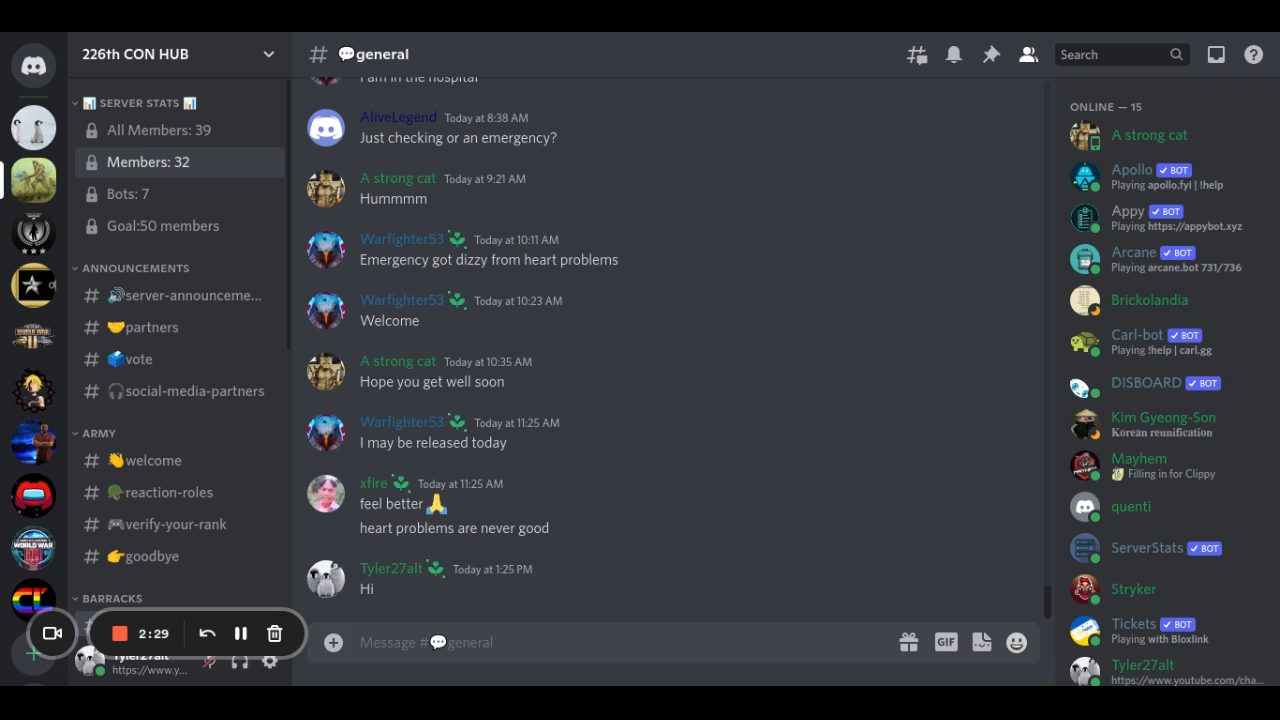 226th CON HUB
📊 SERVER STATS 📊
All Members: 39
Members: 32
Bots: 7
Goal:50 members
ANNOUNCEMENTS
# 🔊server-announceme...
# 🤝partners
# 🗳️vote
# 🎧social-media-partners
ARMY
# 👋welcome
# 🪖reaction-roles
# 🎮verify-your-rank
# 👉goodbye
BARRACKS
2:29
Tyler27alt
https://www.y...
# 💬general
Search
I am in the hospital
AliveLegend Today at 8:38 AM
Just checking or an emergency?
A strong cat Today at 9:21 AM
Hummmm
Warfighter53 Today at 10:11 AM
Emergency got dizzy from heart problems
Warfighter53 Today at 10:23 AM
Welcome
A strong cat Today at 10:35 AM
Hope you get well soon
Warfighter53 Today at 11:25 AM
I may be released today
xfire Today at 11:25 AM
feel better 🙏
heart problems are never good
Tyler27alt Today at 1:25 PM
Hi
Message #💬general
GIF
ONLINE — 15
A strong cat
Apollo ✓ BOT
Playing apollo.fyi | !help
Appy ✓ BOT
Playing https://appybot.xyz
Arcane ✓ BOT
Playing arcane.bot 731/736
Brickolandia
Carl-bot ✓ BOT
Playing !help | carl.gg
DISBOARD ✓ BOT
Kim Gyeong-Son
Korean reunification
Mayhem
Filling in for Clippy
quenti
ServerStats ✓ BOT
Stryker
Tickets ✓ BOT
Playing with Bloxlink
Tyler27alt
https://www.youtube.com/cha...